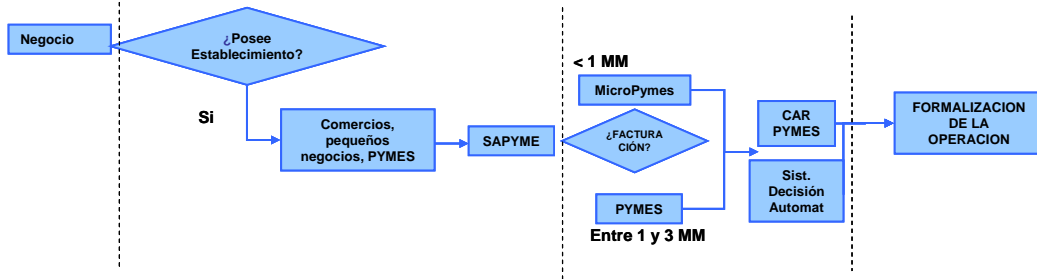 Negocio
¿Posee
Establecimiento?
Si
Comercios,
pequeños
negocios, PYMES
SAPYME
< 1 MM
MicroPymes
¿FACTURA
CIÓN?
PYMES
Entre 1 y 3 MM
CAR
PYMES
Sist.
Decisión
Automat
FORMALIZACION
DE LA
OPERACION